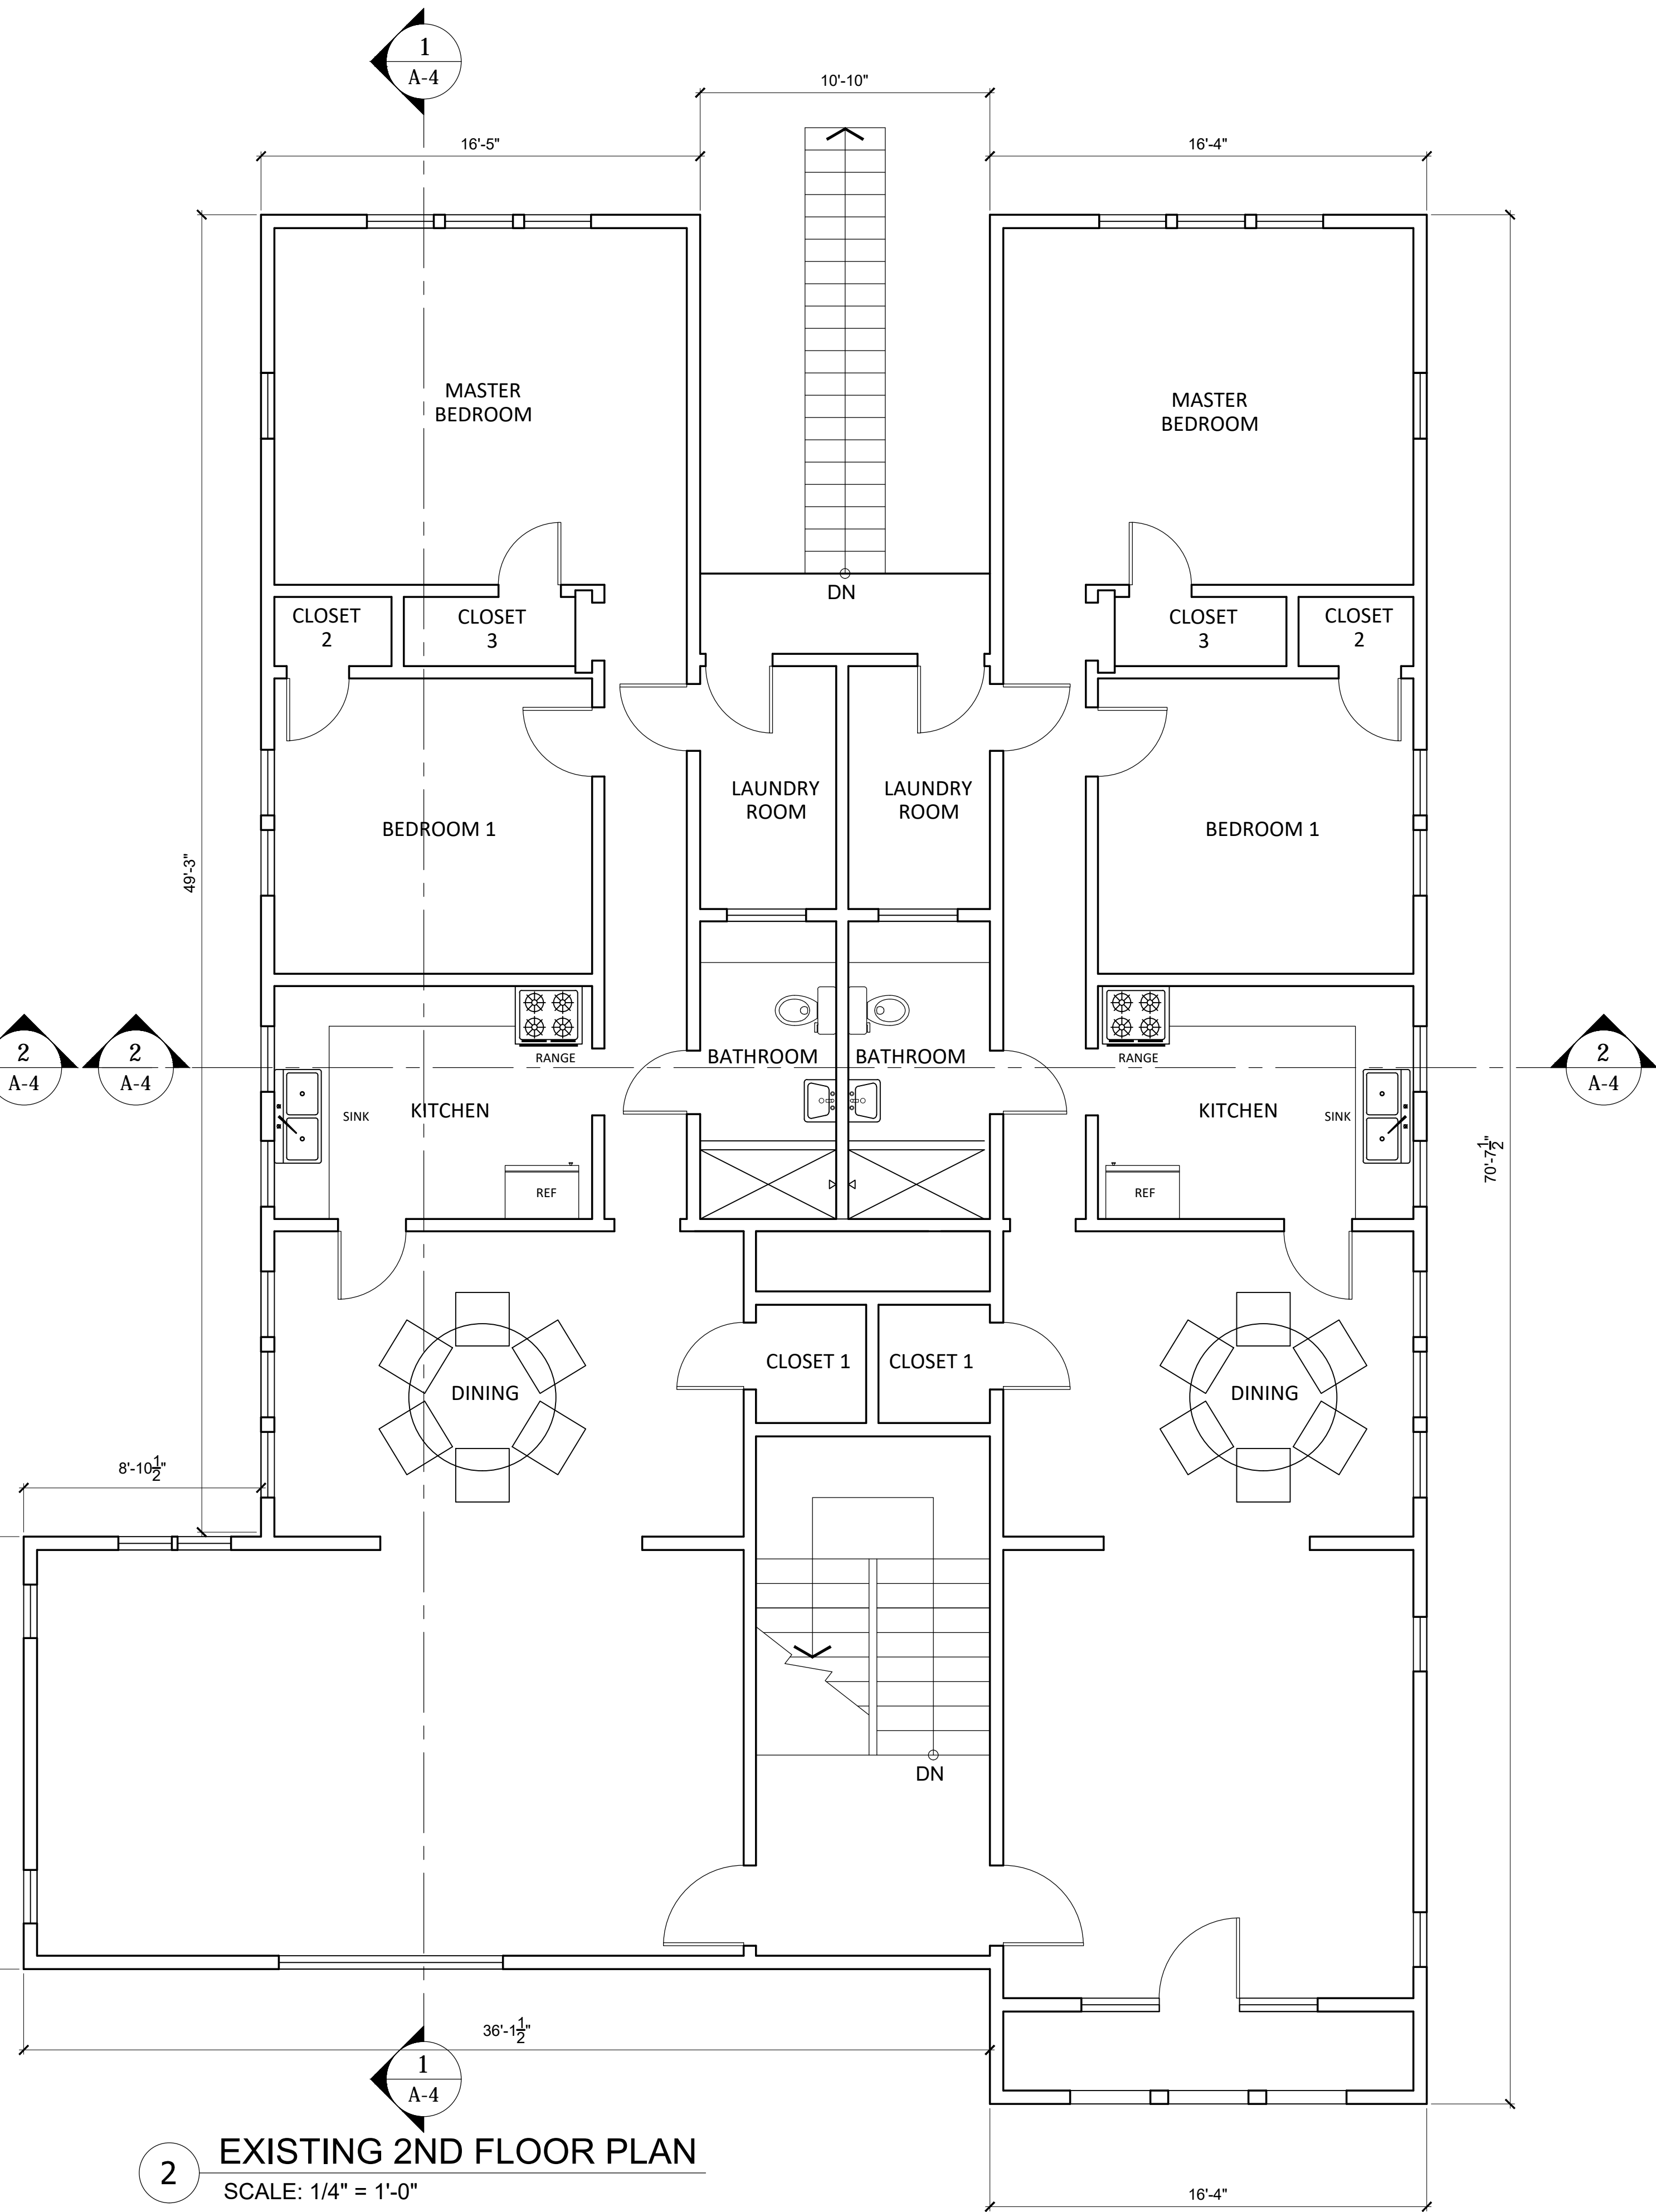 1
A-4
10'-10"
16'-5"
16'-4"
MASTER
BEDROOM
MASTER
BEDROOM
DN
CLOSET
2
CLOSET
3
CLOSET
3
CLOSET
2
LAUNDRY
ROOM
LAUNDRY
ROOM
BEDROOM 1
BEDROOM 1
49'-3"
2
A-4
2
A-4
RANGE
BATHROOM
BATHROOM
RANGE
2
A-4
SINK
KITCHEN
KITCHEN
SINK
70'-7 1/2"
REF
REF
CLOSET 1
CLOSET 1
DINING
DINING
8'-10 1/2"
DN
36'-1 1/2"
1
A-4
2
EXISTING 2ND FLOOR PLAN
SCALE: 1/4" = 1'-0"
16'-4"